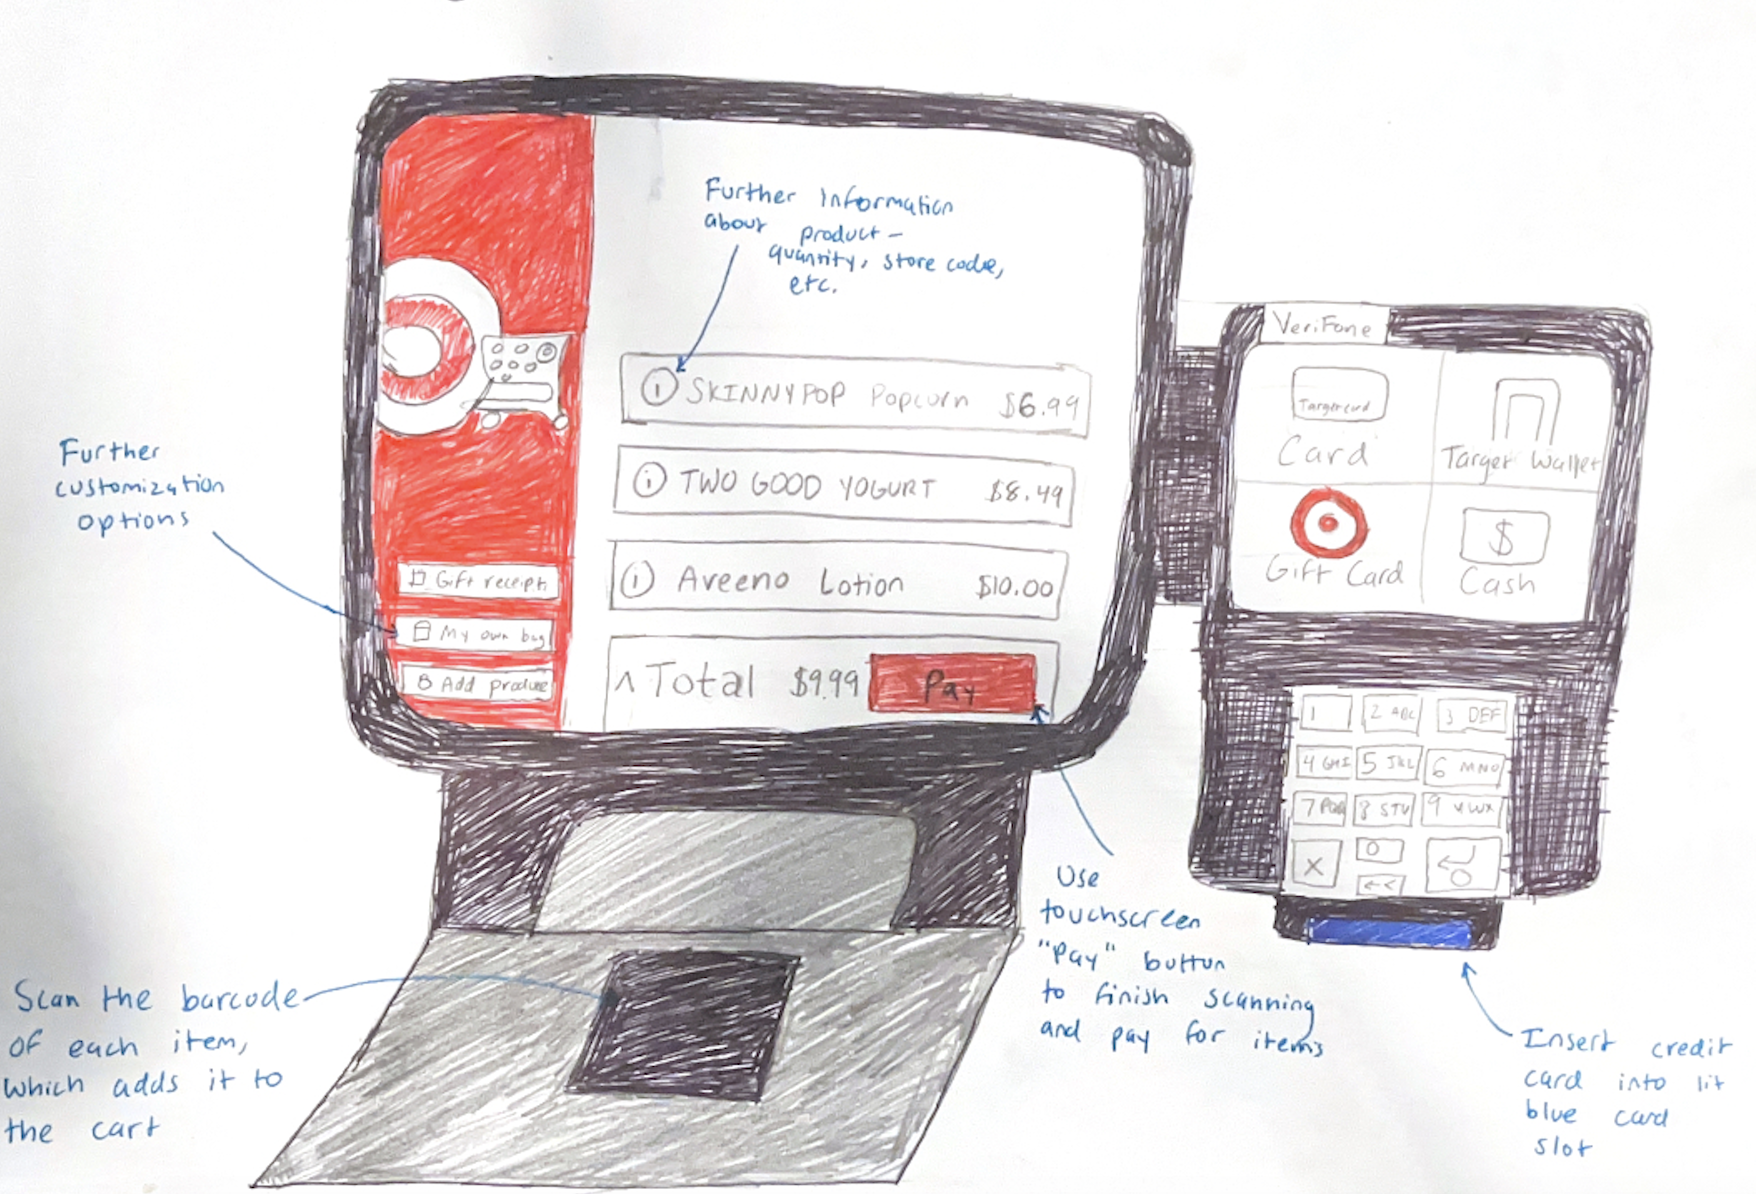 Further Information
about product -
quantity, store code,
etc.
ⓘ SKINNYPOP Popcorn $6.99
ⓘ TWO GOOD YOGURT $8.49
ⓘ Aveeno Lotion $10.00
^ Total $9.99 Pay
Further
customization
options
Gift receipt
My own bag
Add produce
VeriFone
Targetcard
Card
Target Wallet
Gift Card
$
Cash
1 2 ABC 3 DEF
4 GHI 5 JKL 6 MNO
7 PQR 8 STU 9 VWX
X 0
<<
Use
touchscreen
"Pay" button
to finish scanning
and pay for items
Scan the barcode
of each item,
which adds it to
the cart
Insert credit
card into lit
blue card
slot